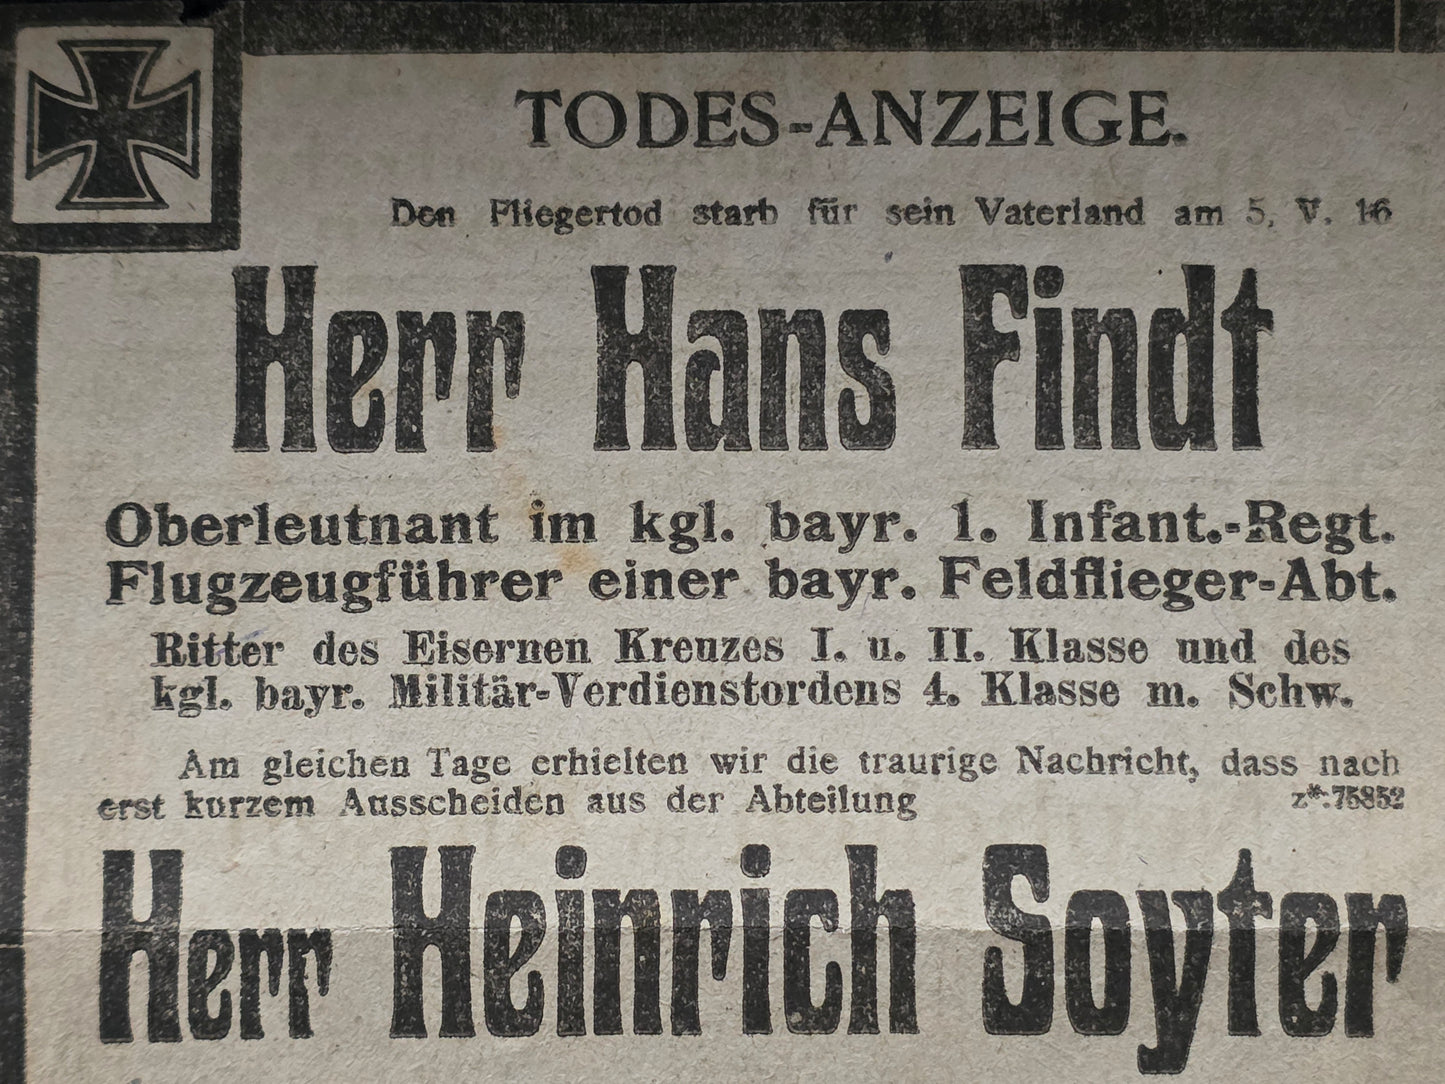 TODES-ANZEIGE.
Den Fliegertod starb für sein Vaterland am 5. V. 16
Herr Hans Findt
Oberleutnant im kgl. bayr. 1. Infant.-Regt.
Flugzeugführer einer bayr. Feldflieger-Abt.
Ritter des Eisernen Kreuzes I. u. II. Klasse und des
kgl. bayr. Militär-Verdienstordens 4. Klasse m. Schw.
Am gleichen Tage erhielten wir die traurige Nachricht, dass nach
erst kurzem Ausscheiden aus der Abteilung z*.75852
Herr Heinrich Soyter